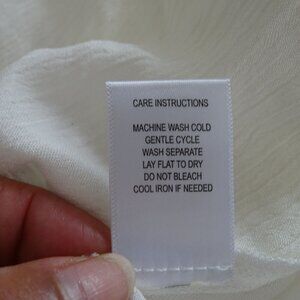 CARE INSTRUCTIONS
MACHINE WASH COLD
GENTLE CYCLE
WASH SEPARATE
LAY FLAT TO DRY
DO NOT BLEACH
COOL IRON IF NEEDED